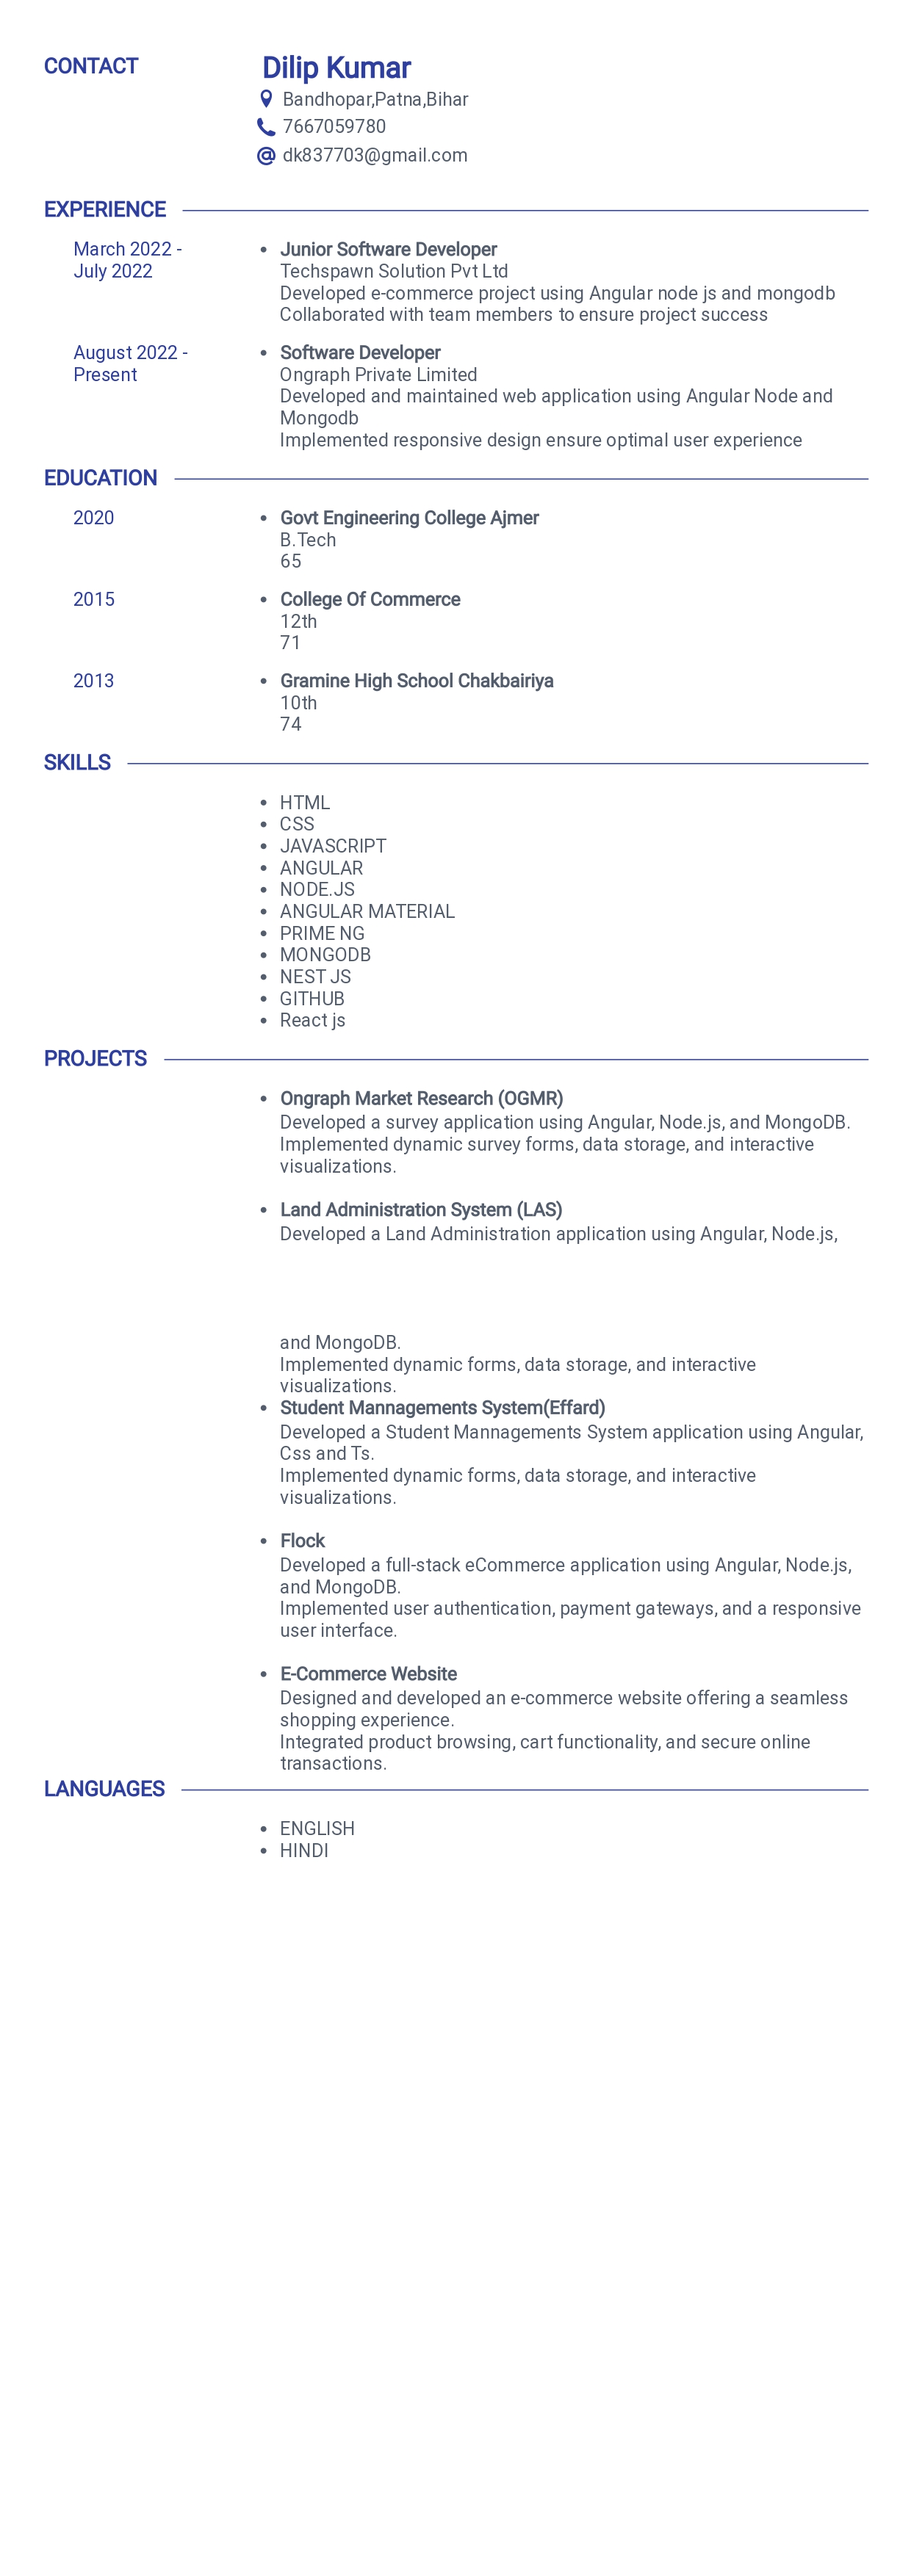 CONTACT
Dilip Kumar
Bandhopar,Patna,Bihar
7667059780
dk837703@gmail.com
EXPERIENCE
March 2022 -
July 2022
• Junior Software Developer
Techspawn Solution Pvt Ltd
Developed e-commerce project using Angular node js and mongodb
Collaborated with team members to ensure project success
August 2022 -
Present
• Software Developer
Ongraph Private Limited
Developed and maintained web application using Angular Node and
Mongodb
Implemented responsive design ensure optimal user experience
EDUCATION
2020
• Govt Engineering College Ajmer
B.Tech
65
2015
• College Of Commerce
12th
71
2013
• Gramine High School Chakbairiya
10th
74
SKILLS
• HTML
• CSS
• JAVASCRIPT
• ANGULAR
• NODE.JS
• ANGULAR MATERIAL
• PRIME NG
• MONGODB
• NEST JS
• GITHUB
• React js
PROJECTS
• Ongraph Market Research (OGMR)
Developed a survey application using Angular, Node.js, and MongoDB.
Implemented dynamic survey forms, data storage, and interactive
visualizations.
• Land Administration System (LAS)
Developed a Land Administration application using Angular, Node.js,
and MongoDB.
Implemented dynamic forms, data storage, and interactive
visualizations.
• Student Mannagements System(Effard)
Developed a Student Mannagements System application using Angular,
Css and Ts.
Implemented dynamic forms, data storage, and interactive
visualizations.
• Flock
Developed a full-stack eCommerce application using Angular, Node.js,
and MongoDB.
Implemented user authentication, payment gateways, and a responsive
user interface.
• E-Commerce Website
Designed and developed an e-commerce website offering a seamless
shopping experience.
Integrated product browsing, cart functionality, and secure online
transactions.
LANGUAGES
• ENGLISH
• HINDI